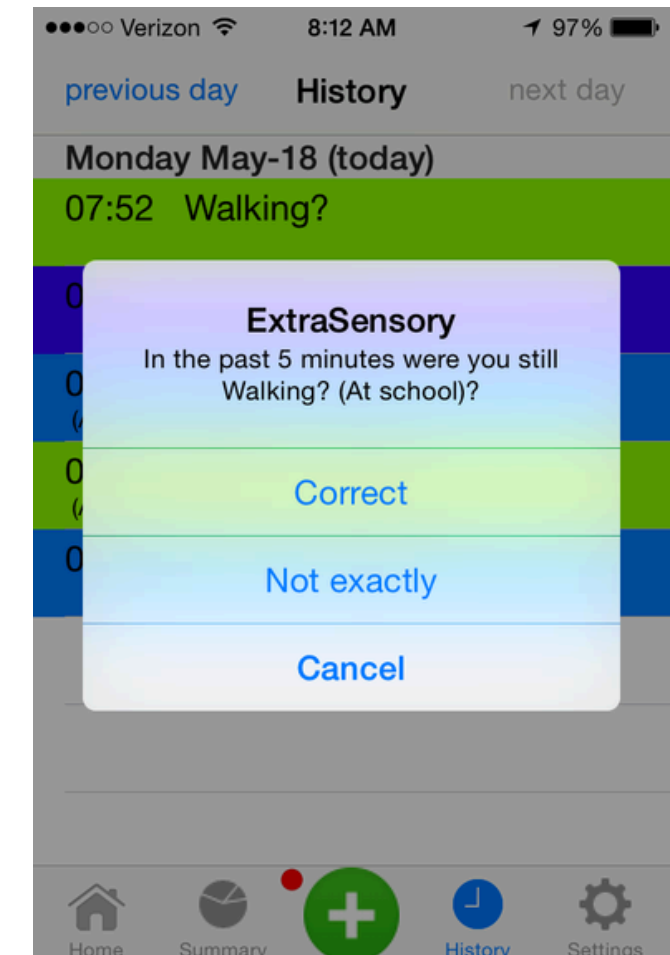 Verizon 8:12 AM 97%
previous day History next day
Monday May-18 (today)
07:52 Walking?
ExtraSensory
In the past 5 minutes were you still
Walking? (At school)?
Correct
Not exactly
Cancel
Home Summary History Settings